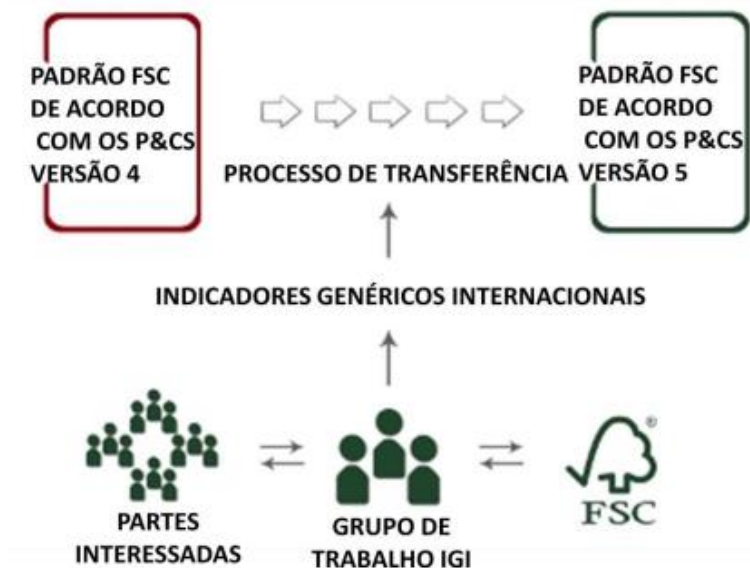 PADRÃO FSC
DE ACORDO
COM OS P&CS
VERSÃO 4
PROCESSO DE TRANSFERÊNCIA
PADRÃO FSC
DE ACORDO
COM OS P&CS
VERSÃO 5
INDICADORES GENÉRICOS INTERNACIONAIS
PARTES
INTERESSADAS
GRUPO DE
TRABALHO IGI
®
FSC